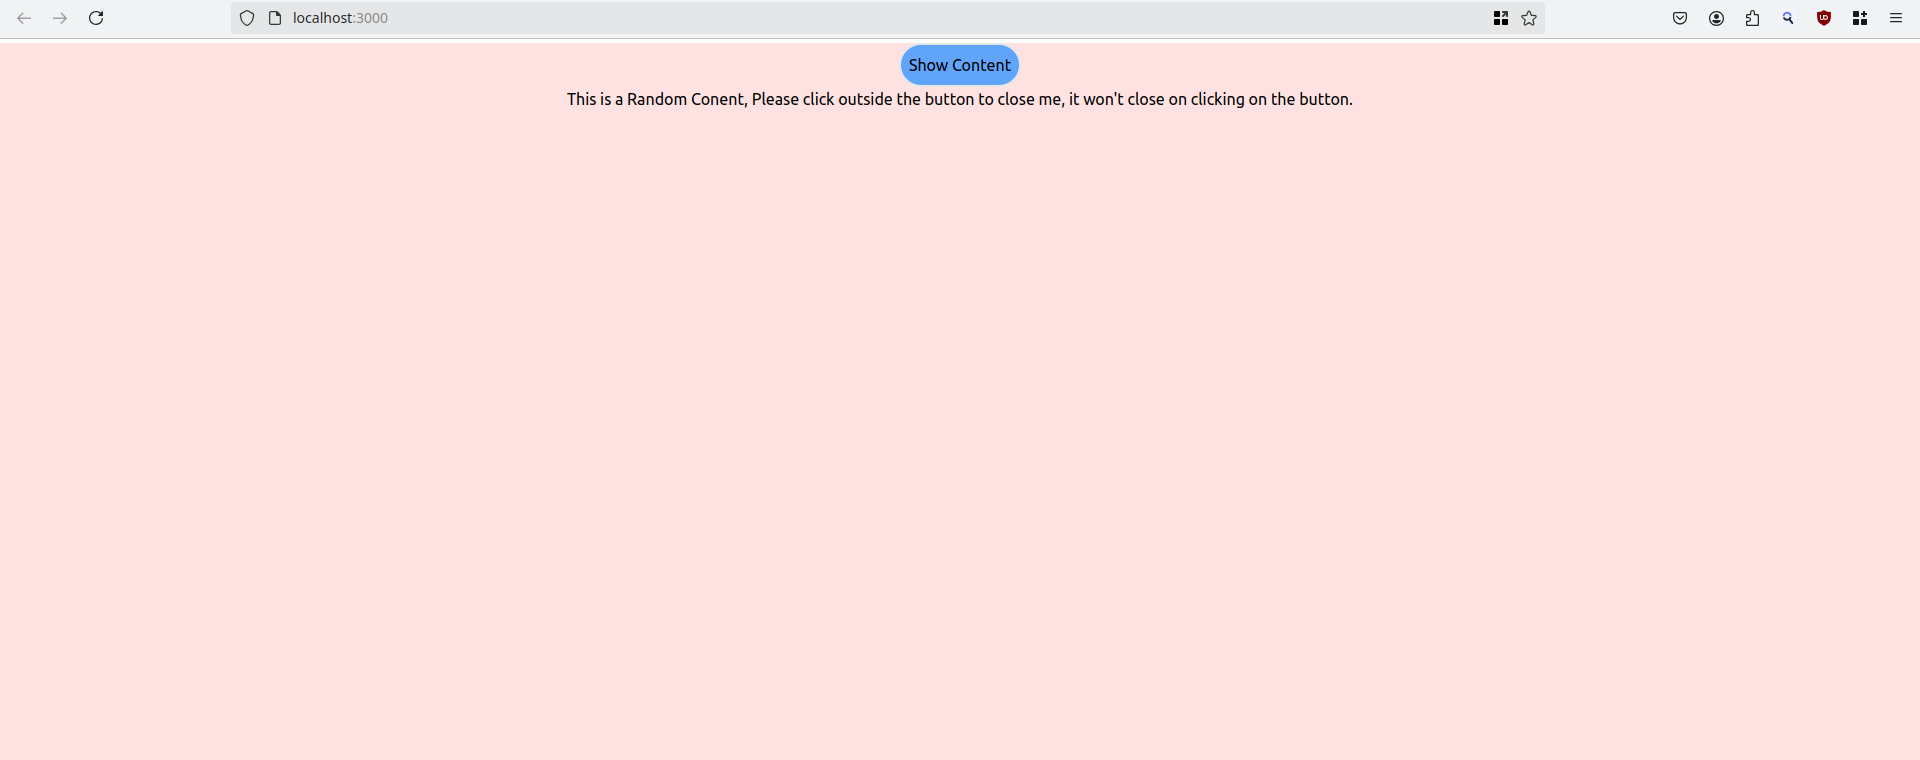 localhost:3000
Show Content
This is a Random Conent, Please click outside the button to close me, it won't close on clicking on the button.